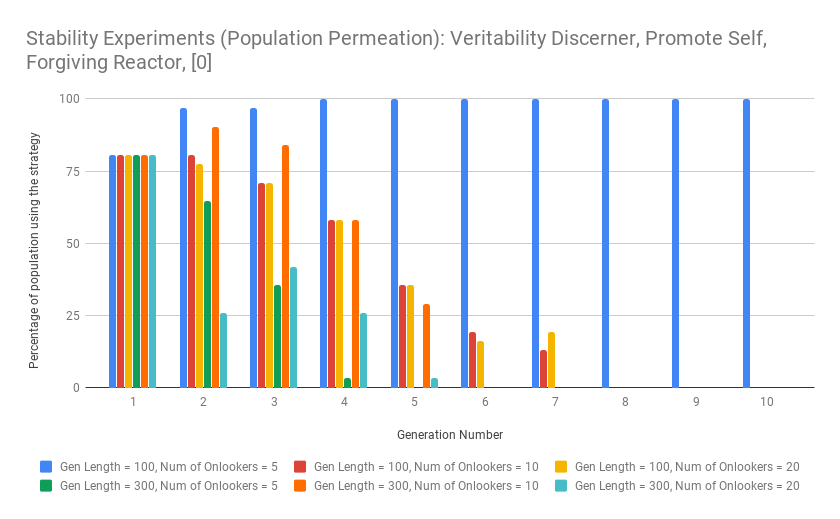 Stability Experiments (Population Permeation): Veritability Discerner, Promote Self,
Forgiving Reactor, [0]
Percentage of population using the strategy
100
75
50
25
0
1 2 3 4 5 6 7 8 9 10
Generation Number
Gen Length = 100, Num of Onlookers = 5 Gen Length = 100, Num of Onlookers = 10 Gen Length = 100, Num of Onlookers = 20
Gen Length = 300, Num of Onlookers = 5 Gen Length = 300, Num of Onlookers = 10 Gen Length = 300, Num of Onlookers = 20